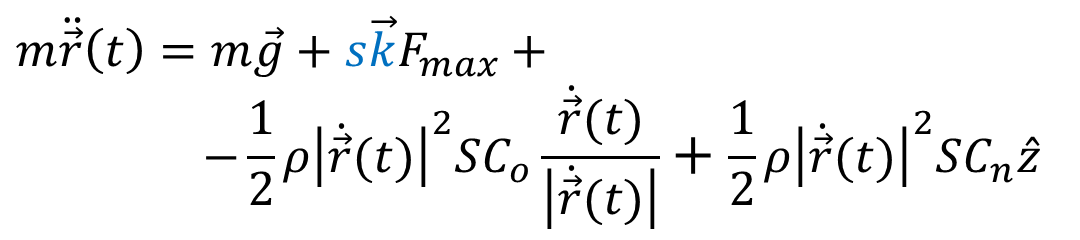 m\ddot{\vec{r}}(t) = m\vec{g} + s\vec{k}F_{max} +
-\frac{1}{2}\rho|\dot{\vec{r}}(t)|^2 SC_o \frac{\dot{\vec{r}}(t)}{|\dot{\vec{r}}(t)|} + \frac{1}{2}\rho|\dot{\vec{r}}(t)|^2 SC_n \hat{z}